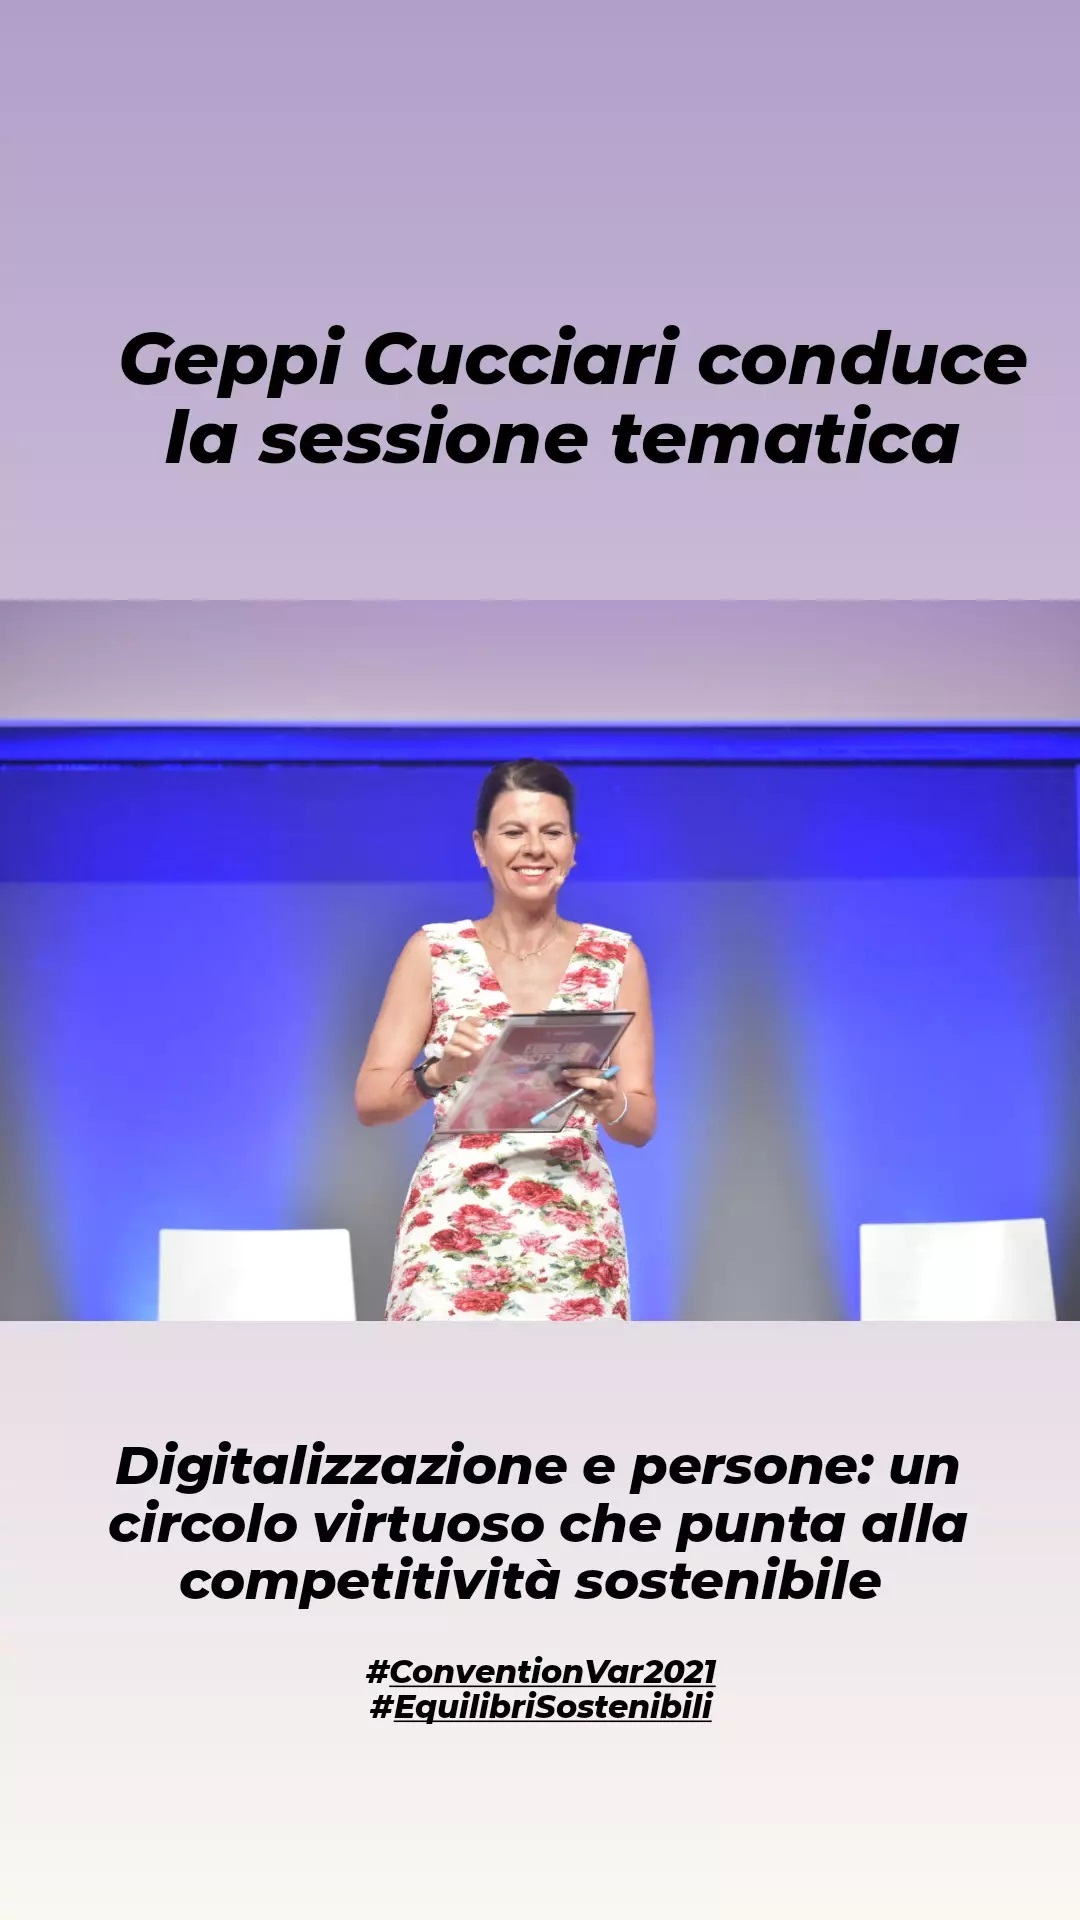 Geppi Cucciari conduce
la sessione tematica
Digitalizzazione e persone: un
circolo virtuoso che punta alla
competitività sostenibile
#ConventionVar2021
#EquilibriSostenibili